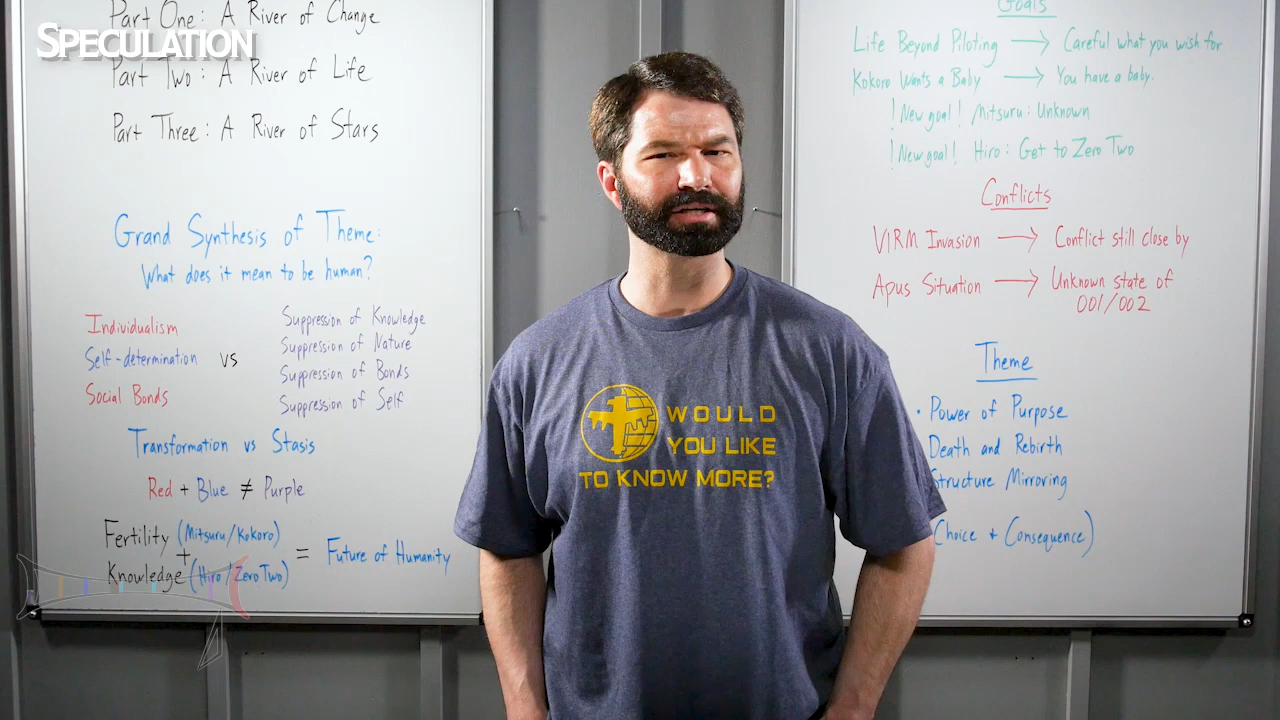 SPECULATION
Part One: A River of Change
Part Two: A River of Life
Part Three: A River of Stars
Grand Synthesis of Theme:
What does it mean to be human?
Individualism
Self-determination vs
Social Bonds
Suppression of Knowledge
Suppression of Nature
Suppression of Bonds
Suppression of Self
Transformation vs Stasis
Red + Blue ≠ Purple
Fertility (Mitsuru/Kokoro)
+
Knowledge (Hiro/Zero Two)
= Future of Humanity
WOULD
YOU LIKE
TO KNOW MORE?
Goals
Life Beyond Piloting → Careful what you wish for
Kokoro Wants a Baby → You have a baby.
! New goal! Mitsuru: Unknown
! New goal! Hiro: Get to Zero Two
Conflicts
VIRM Invasion → Conflict still close by
Apus Situation → Unknown state of
001/002
Theme
• Power of Purpose
Death and Rebirth
Structure Mirroring
(Choice + Consequence)